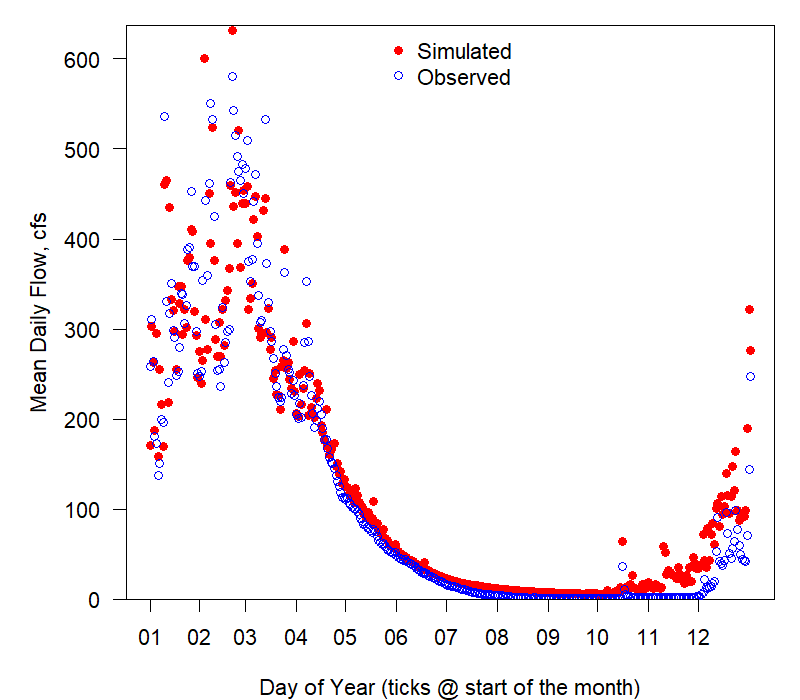 Simulated
Observed
600
500
400
300
200
100
0
Mean Daily Flow, cfs
01 02 03 04 05 06 07 08 09 10 11 12
Day of Year (ticks @ start of the month)